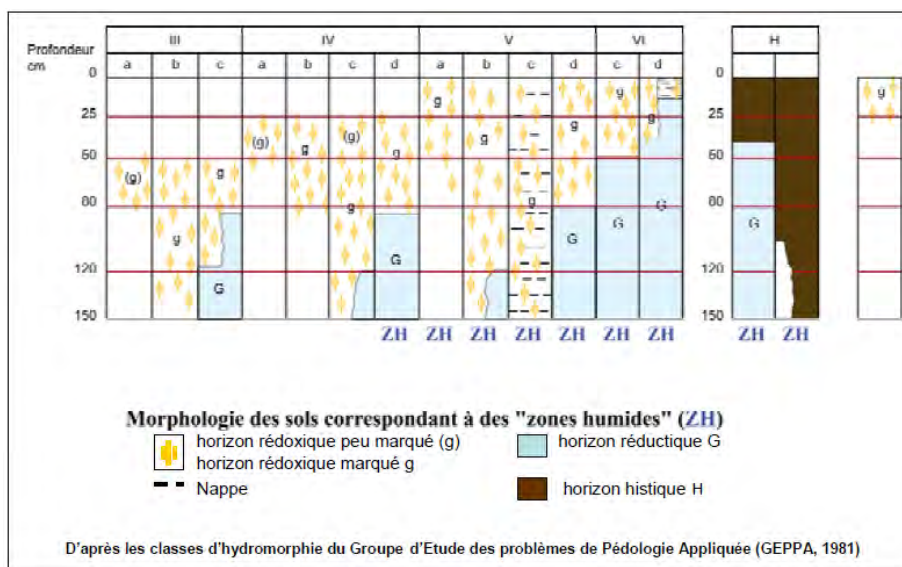 III IV V VI H
Profondeur
cm
a b c a b c d a b c d c d
0 0
25 25
50 50
80 80
120 120
150 150
(g) g g G
(g) g (g) g g G
g g g g G
g G g G
G
g
ZH ZH ZH ZH ZH ZH ZH ZH ZH
Morphologie des sols correspondant à des "zones humides" (ZH)
horizon rédoxique peu marqué (g)
horizon rédoxique marqué g
horizon réductique G
Nappe
horizon histique H
D'après les classes d'hydromorphie du Groupe d'Etude des problèmes de Pédologie Appliquée (GEPPA, 1981)